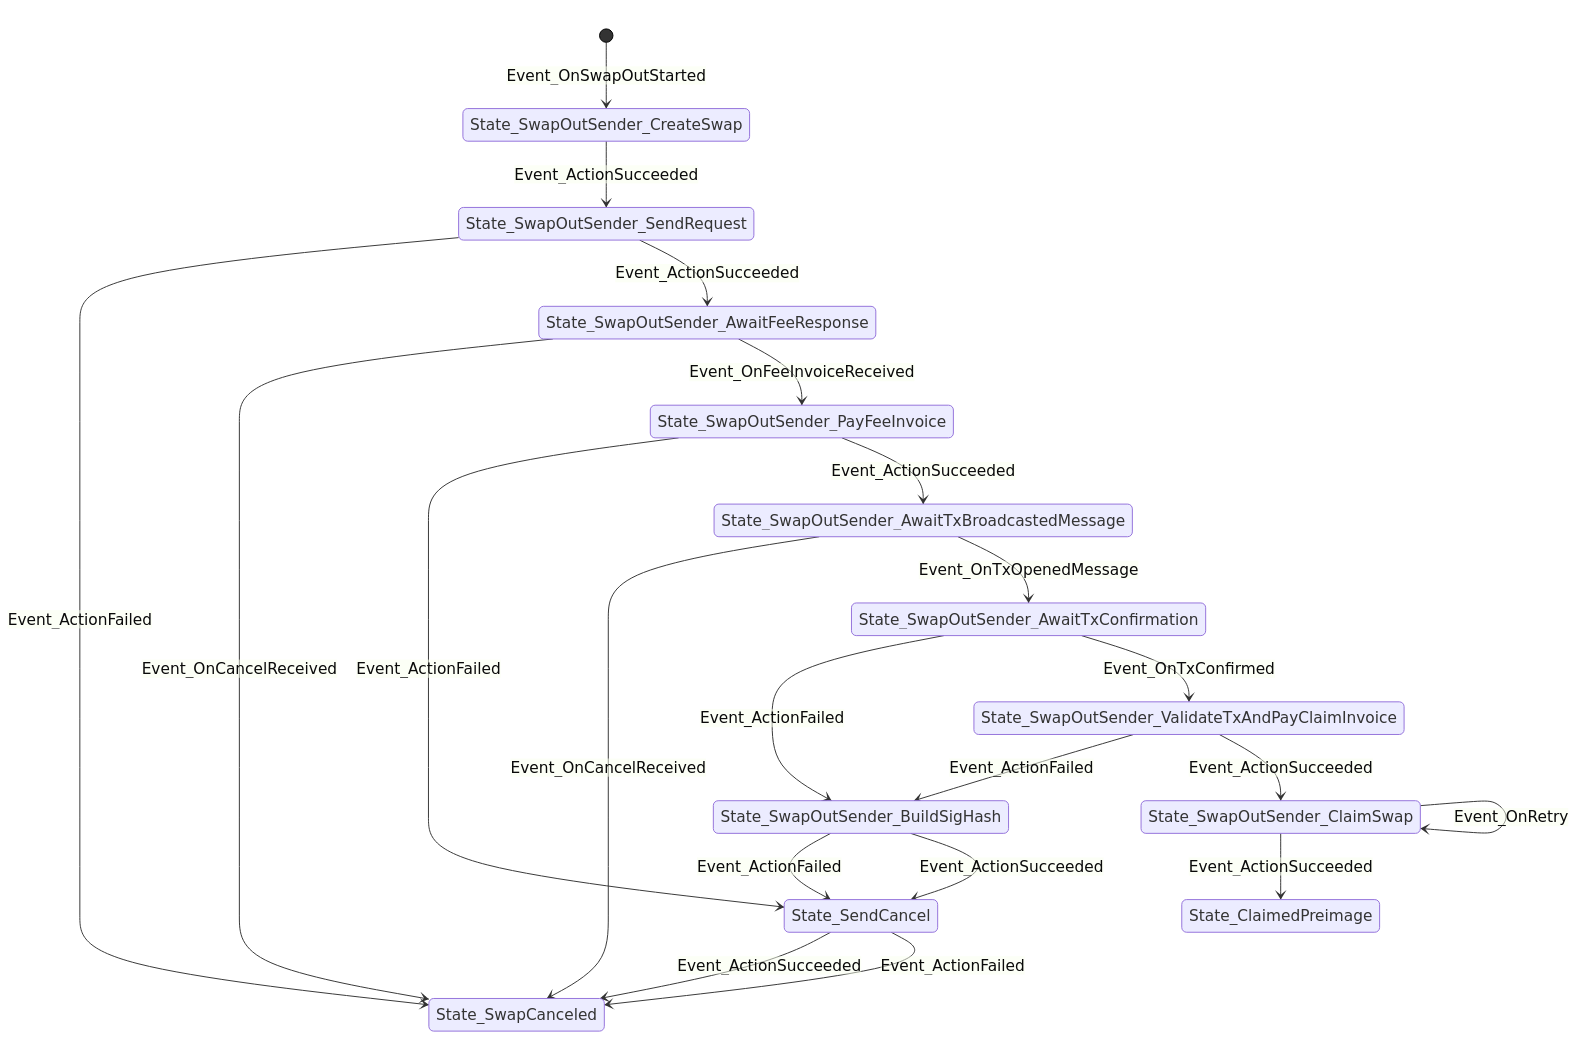 Event_OnSwapOutStarted
State_SwapOutSender_CreateSwap
Event_ActionSucceeded
State_SwapOutSender_SendRequest
Event_ActionSucceeded
State_SwapOutSender_AwaitFeeResponse
Event_OnFeeInvoiceReceived
State_SwapOutSender_PayFeeInvoice
Event_ActionSucceeded
State_SwapOutSender_AwaitTxBroadcastedMessage
Event_OnTxOpenedMessage
Event_ActionFailed
State_SwapOutSender_AwaitTxConfirmation
Event_OnCancelReceived
Event_ActionFailed
Event_OnTxConfirmed
Event_ActionFailed
State_SwapOutSender_ValidateTxAndPayClaimInvoice
Event_OnCancelReceived
Event_ActionFailed
Event_ActionSucceeded
State_SwapOutSender_BuildSigHash
State_SwapOutSender_ClaimSwap
Event_OnRetry
Event_ActionFailed
Event_ActionSucceeded
Event_ActionSucceeded
State_SendCancel
State_ClaimedPreimage
Event_ActionSucceeded
Event_ActionFailed
State_SwapCanceled